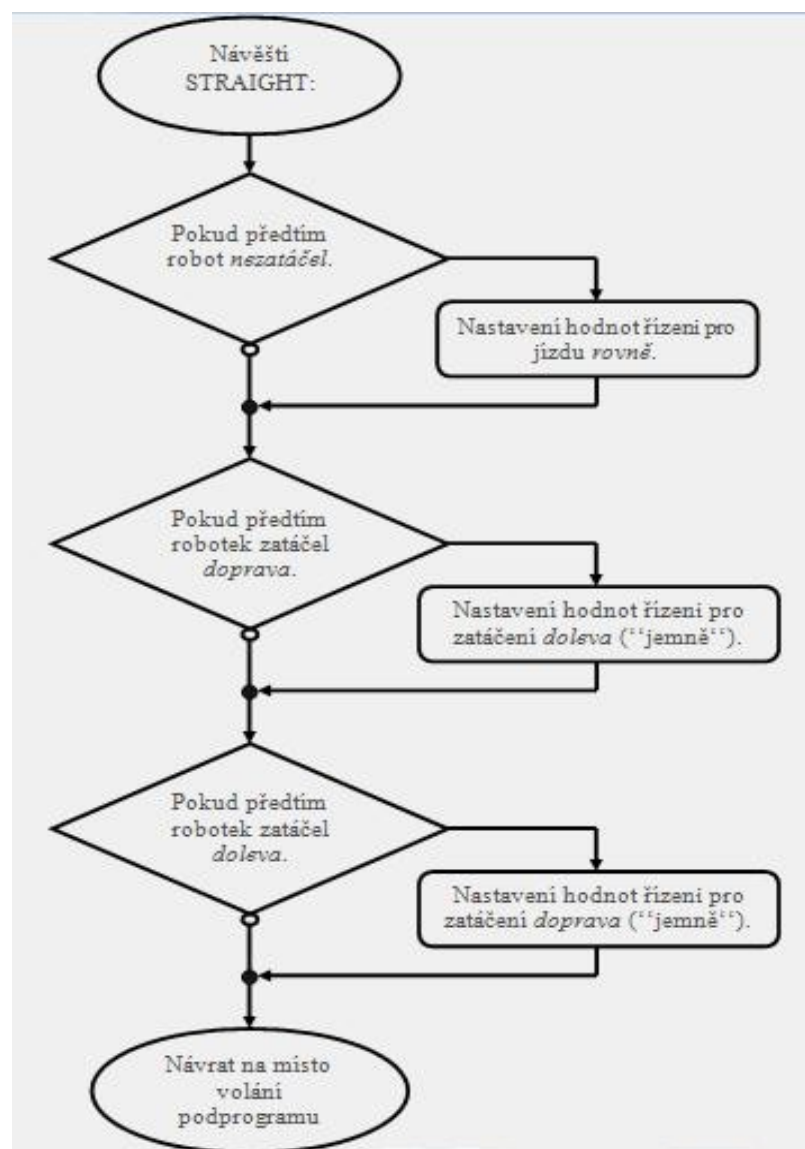 Návěšti
STRAIGHT:
Pokud předtím
robot nezatáčel.
Nastavení hodnot řízeni pro
jízdu rovně.
Pokud předtím
robotek zatáčel
doprava.
Nastavení hodnot řízeni pro
zatáčení doleva (‘‘jemně‘‘).
Pokud předtím
robotek zatáčel
doleva.
Nastavení hodnot řízeni pro
zatáčení doprava (‘‘jemně‘‘).
Návrat na místo
volání
podprogramu